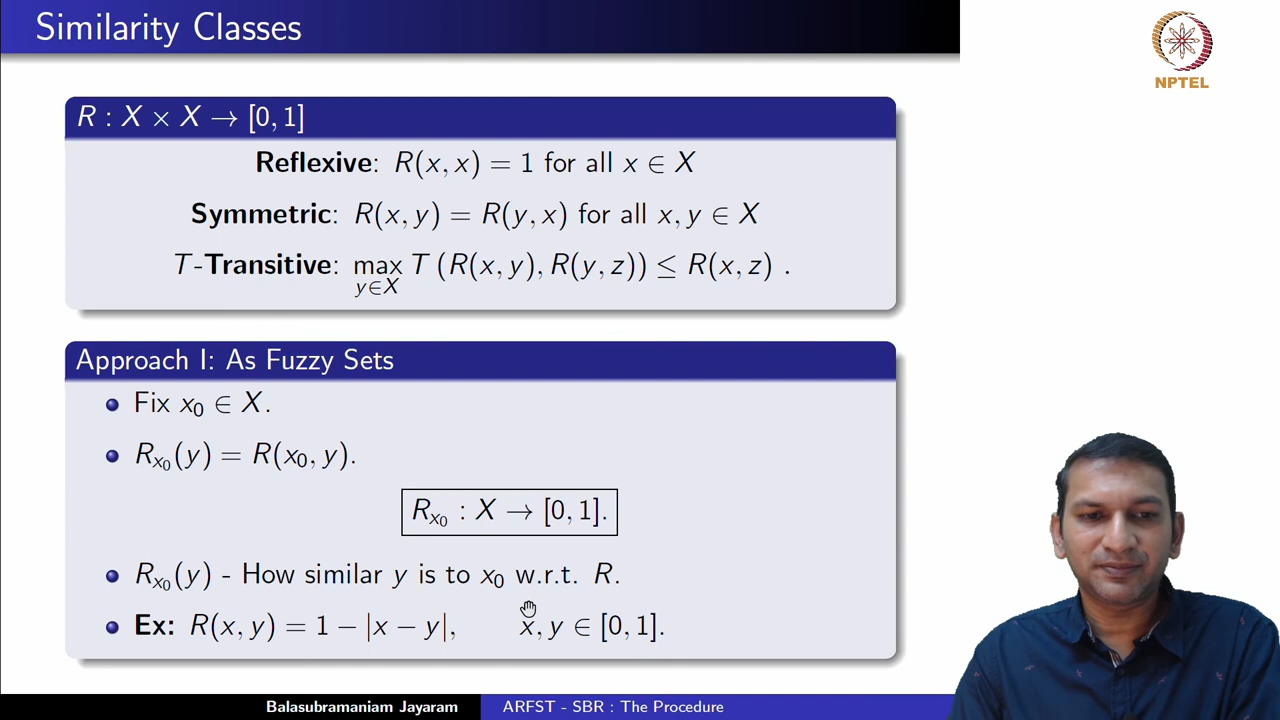 Similarity Classes
NPTEL
R : X × X → [0, 1]
Reflexive: R(x, x) = 1 for all x ∈ X
Symmetric: R(x, y) = R(y, x) for all x, y ∈ X
T-Transitive: max T (R(x, y), R(y, z)) ≤ R(x, z) .
y∈X
Approach I: As Fuzzy Sets
Fix x₀ ∈ X.
Rₓ₀(y) = R(x₀, y).
Rₓ₀ : X → [0, 1].
Rₓ₀(y) - How similar y is to x₀ w.r.t. R.
Ex: R(x, y) = 1 − |x − y|, x, y ∈ [0, 1].
Balasubramaniam Jayaram ARFST - SBR : The Procedure